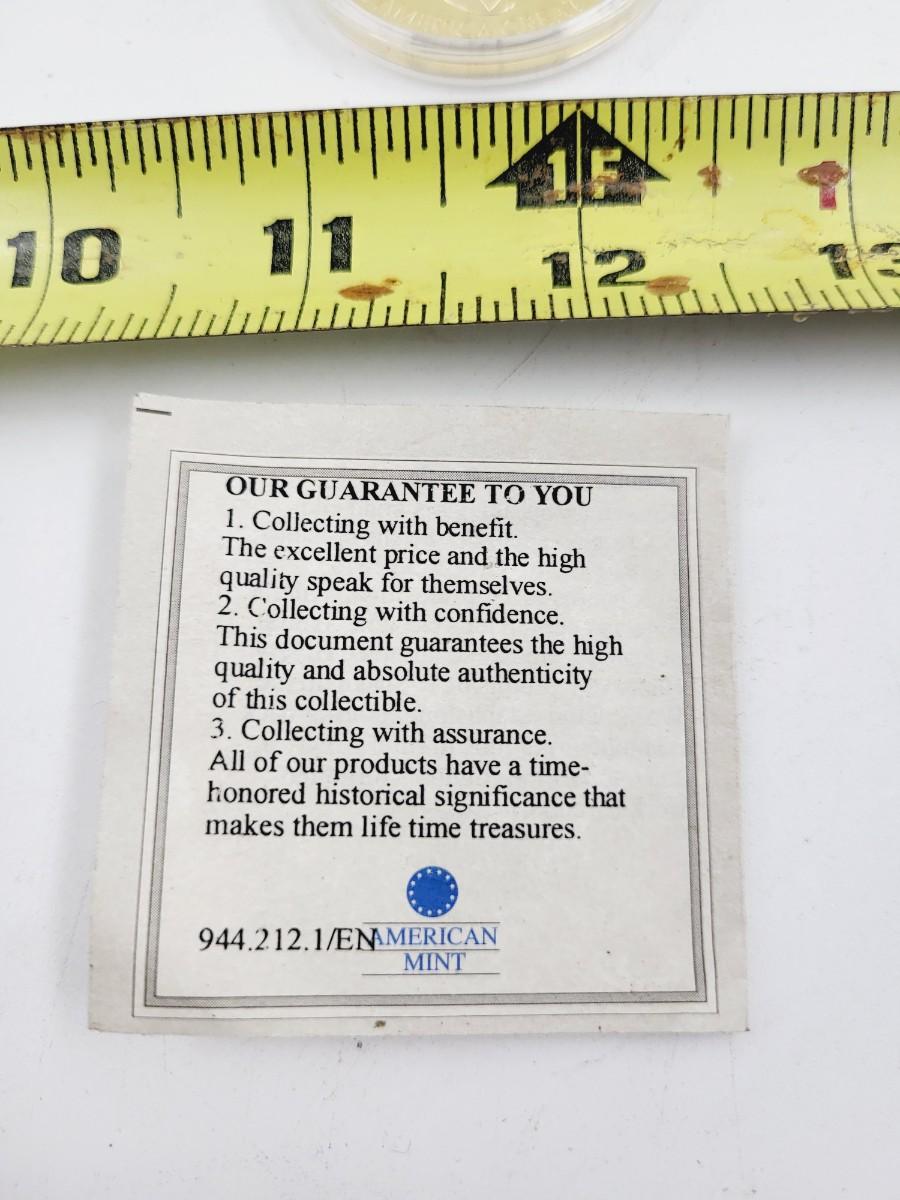 10 11 1F 12 13
OUR GUARANTEE TO YOU
1. Collecting with benefit.
The excellent price and the high
quality speak for themselves.
2. Collecting with confidence.
This document guarantees the high
quality and absolute authenticity
of this collectible.
3. Collecting with assurance.
All of our products have a time-
honored historical significance that
makes them life time treasures.
944.212.1/EN AMERICAN
MINT